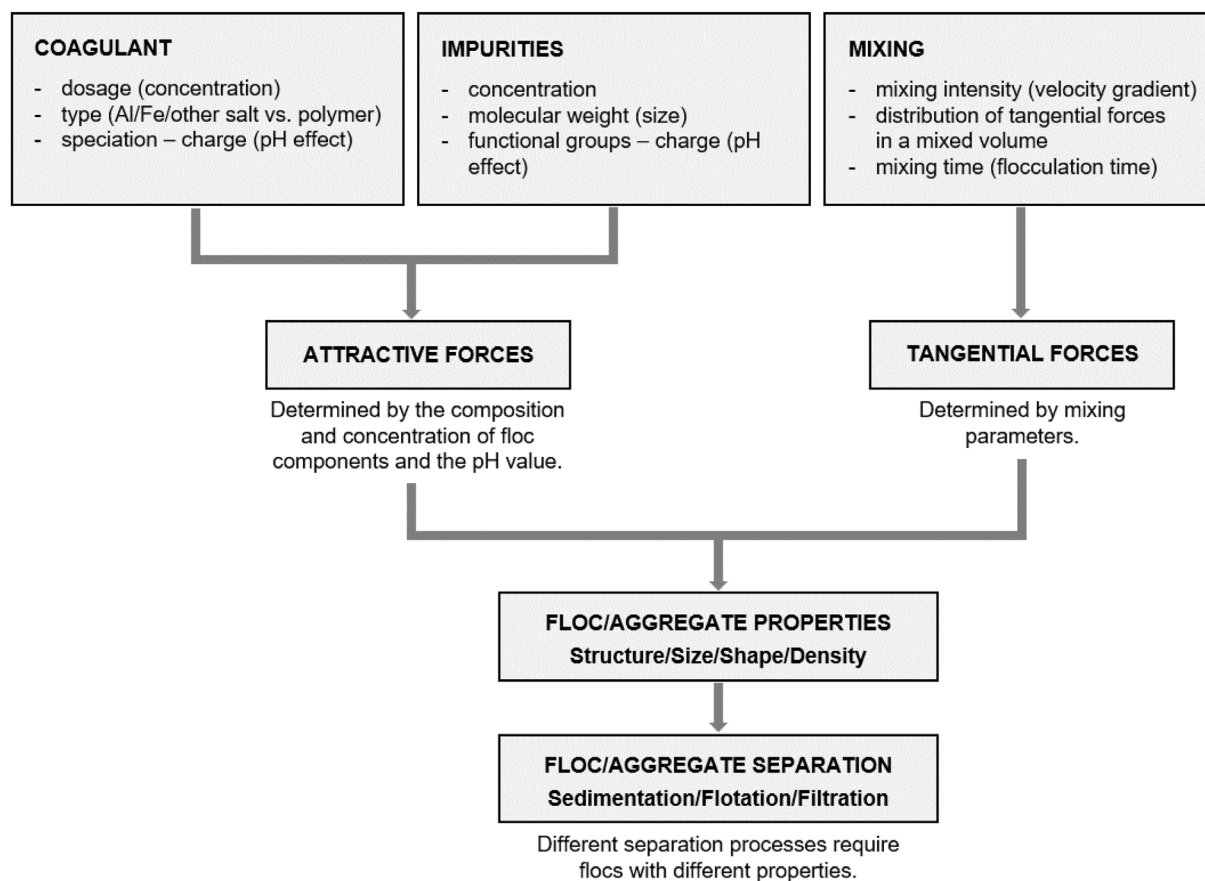 COAGULANT
- dosage (concentration)
- type (Al/Fe/other salt vs. polymer)
- speciation – charge (pH effect)
IMPURITIES
- concentration
- molecular weight (size)
- functional groups – charge (pH
effect)
MIXING
- mixing intensity (velocity gradient)
- distribution of tangential forces
in a mixed volume
- mixing time (flocculation time)
ATTRACTIVE FORCES
Determined by the composition
and concentration of floc
components and the pH value.
TANGENTIAL FORCES
Determined by mixing
parameters.
FLOC/AGGREGATE PROPERTIES
Structure/Size/Shape/Density
FLOC/AGGREGATE SEPARATION
Sedimentation/Flotation/Filtration
Different separation processes require
flocs with different properties.